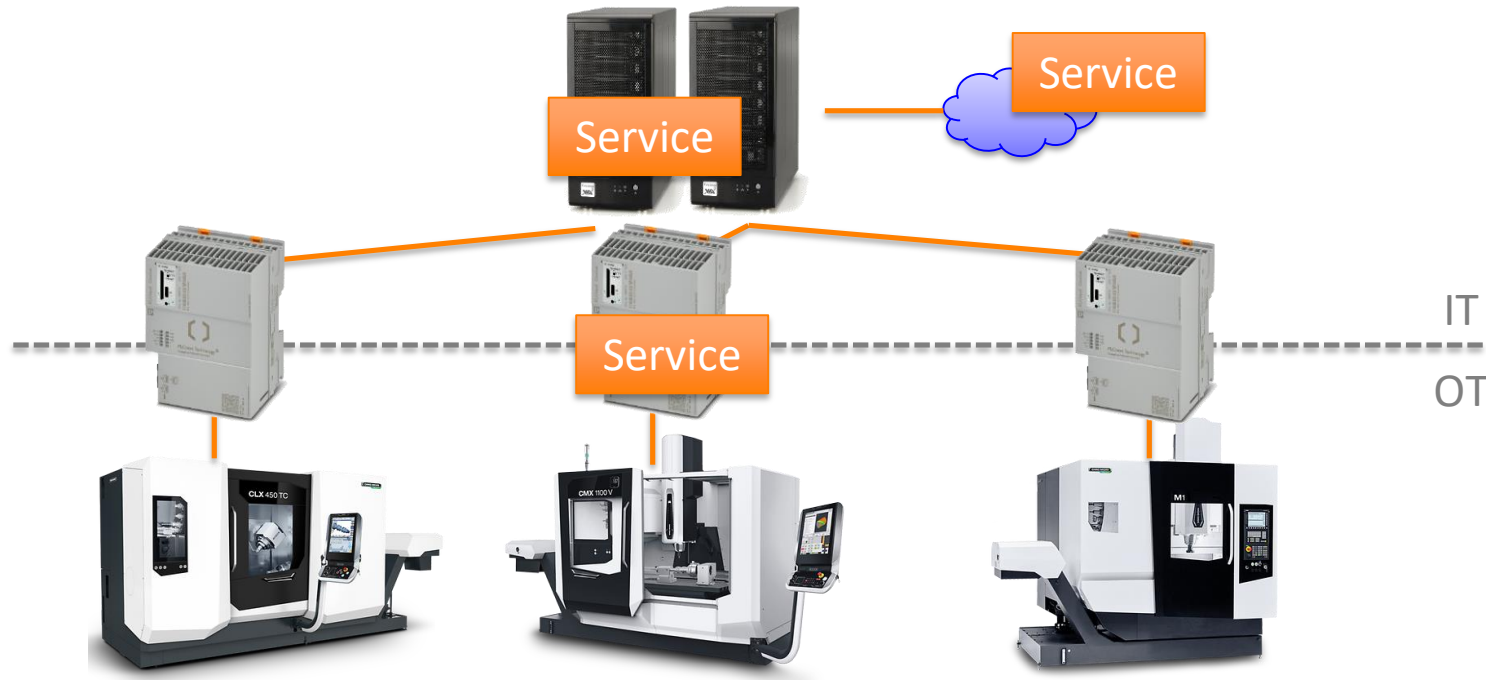 Service
Service
Service
IT
OT
CLX 450 TC
CMX 1100 V
M1